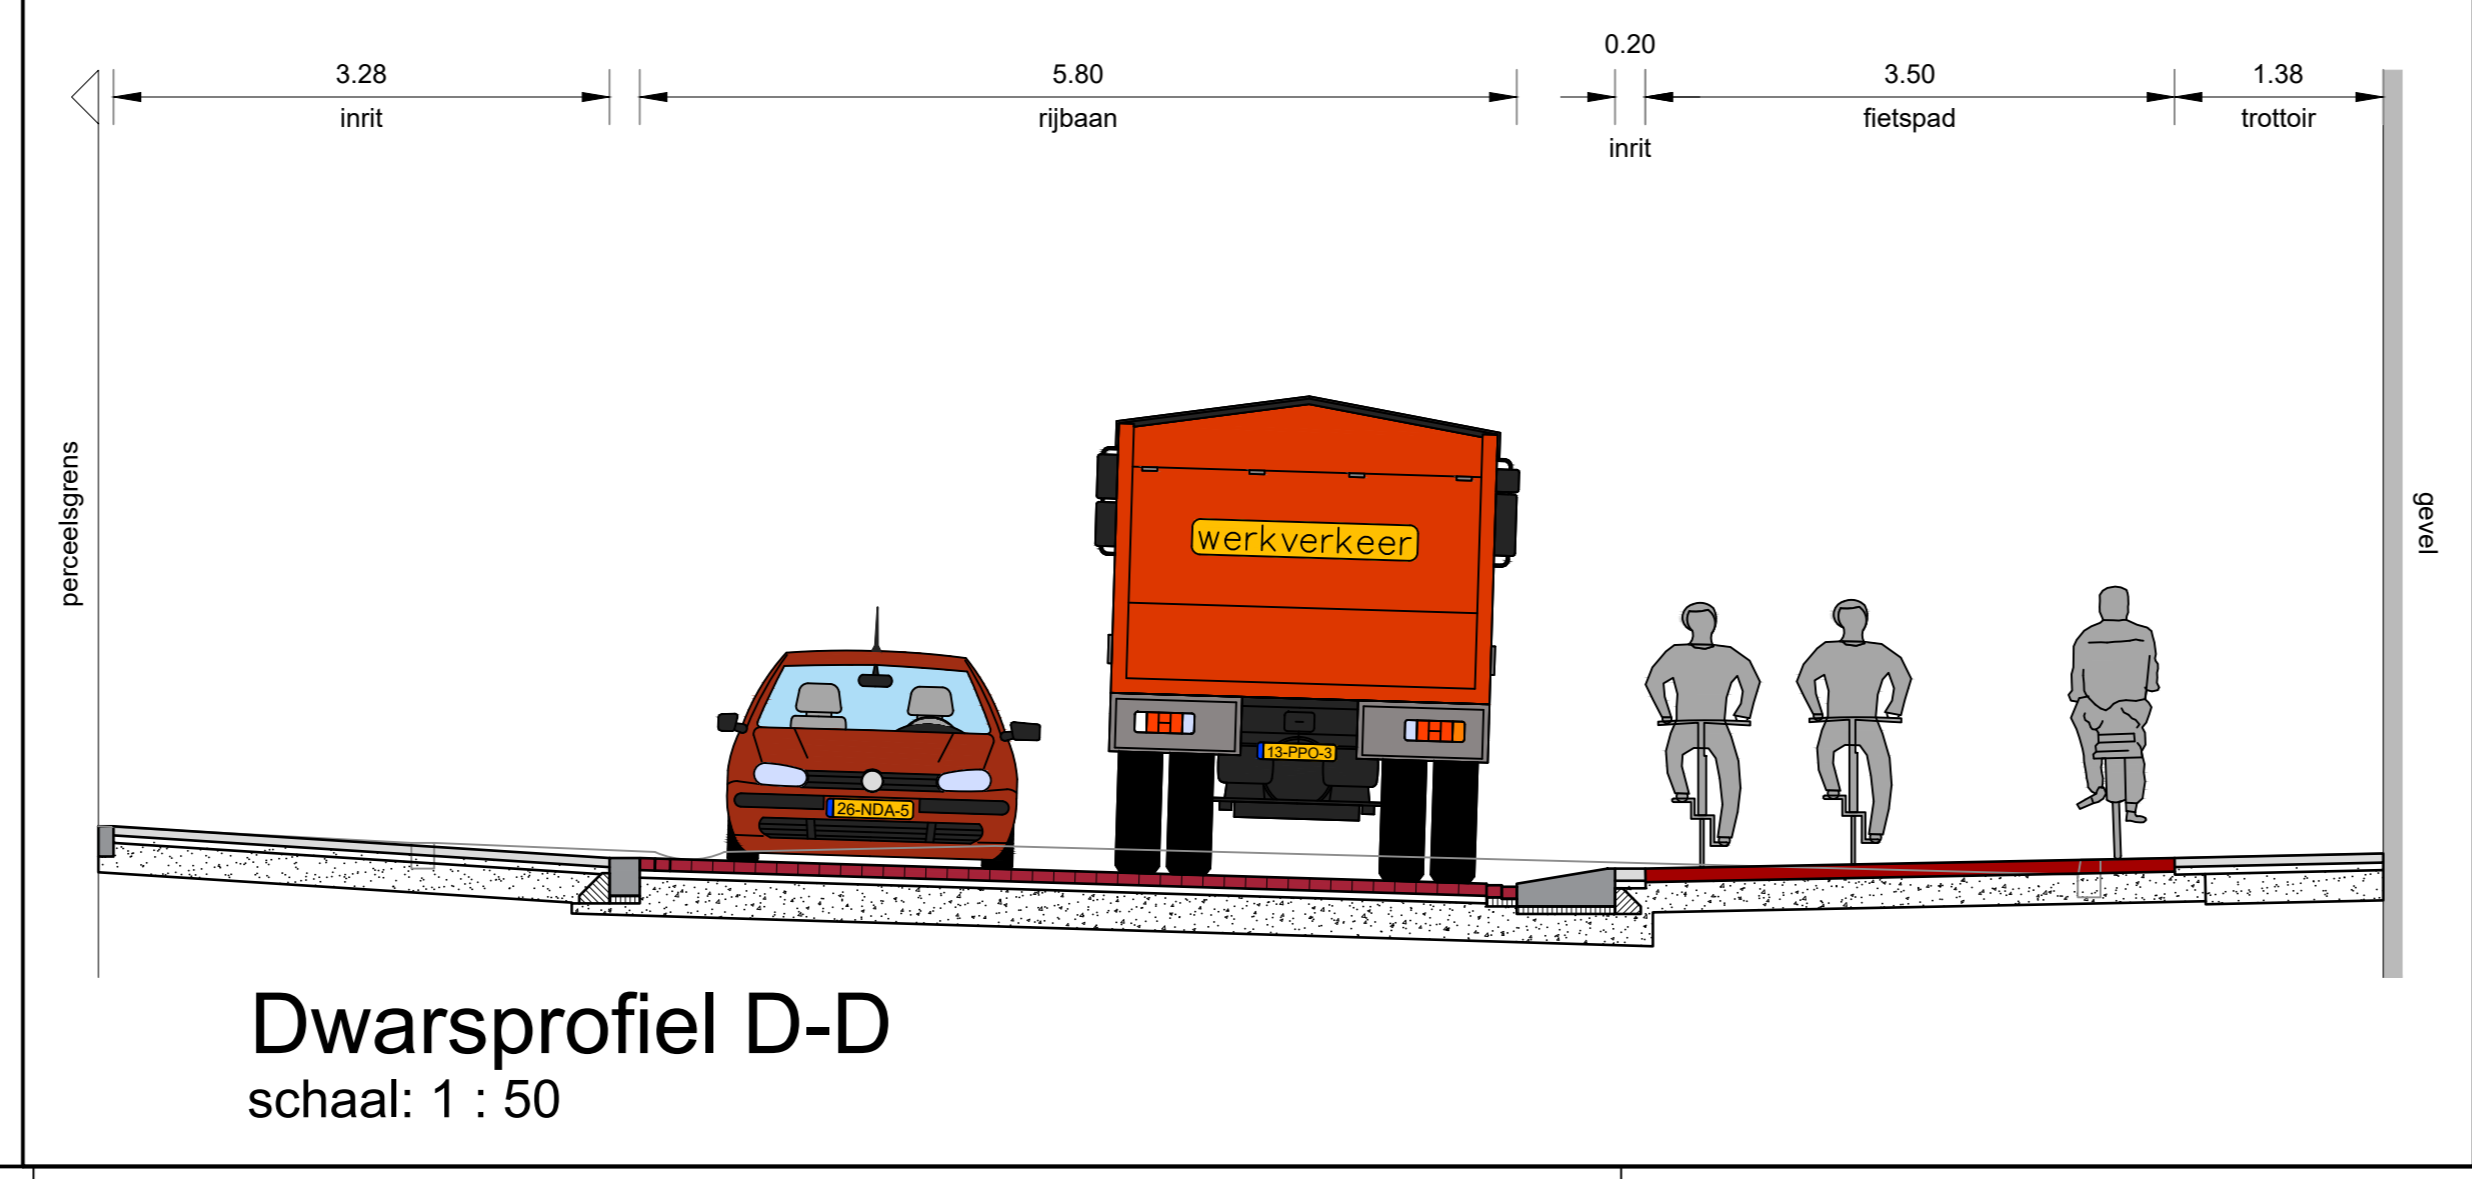 0.20
3.28
5.80
3.50
1.38
inrit
rijbaan
fietspad
trottoir
inrit
perceelsgrens
gevel
werkverkeer
13-PPO-3
26-NDA-5
Dwarsprofiel D-D
schaal: 1 : 50